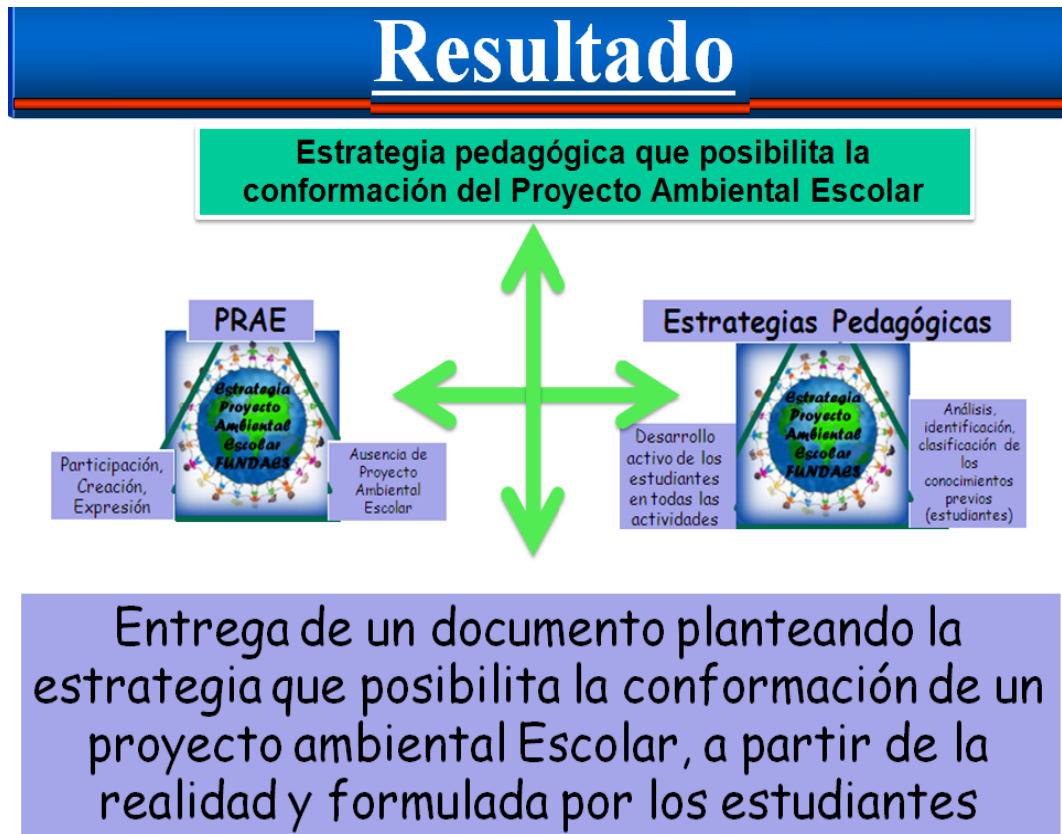 Resultado
Estrategia pedagógica que posibilita la
conformación del Proyecto Ambiental Escolar
PRAE
Estrategia
Proyecto
Ambiental
Escolar
FUNDAES
Participación,
Creación,
Expresión
Ausencia de
Proyecto
Ambiental
Escolar
Estrategias Pedagógicas
Estrategia
Proyecto
Ambiental
Escolar
FUNDAES
Desarrollo
activo de los
estudiantes
en todas las
actividades
Análisis,
identificación,
clasificación de
los
conocimientos
previos
(estudiantes)
Entrega de un documento planteando la
estrategia que posibilita la conformación de un
proyecto ambiental Escolar, a partir de la
realidad y formulada por los estudiantes